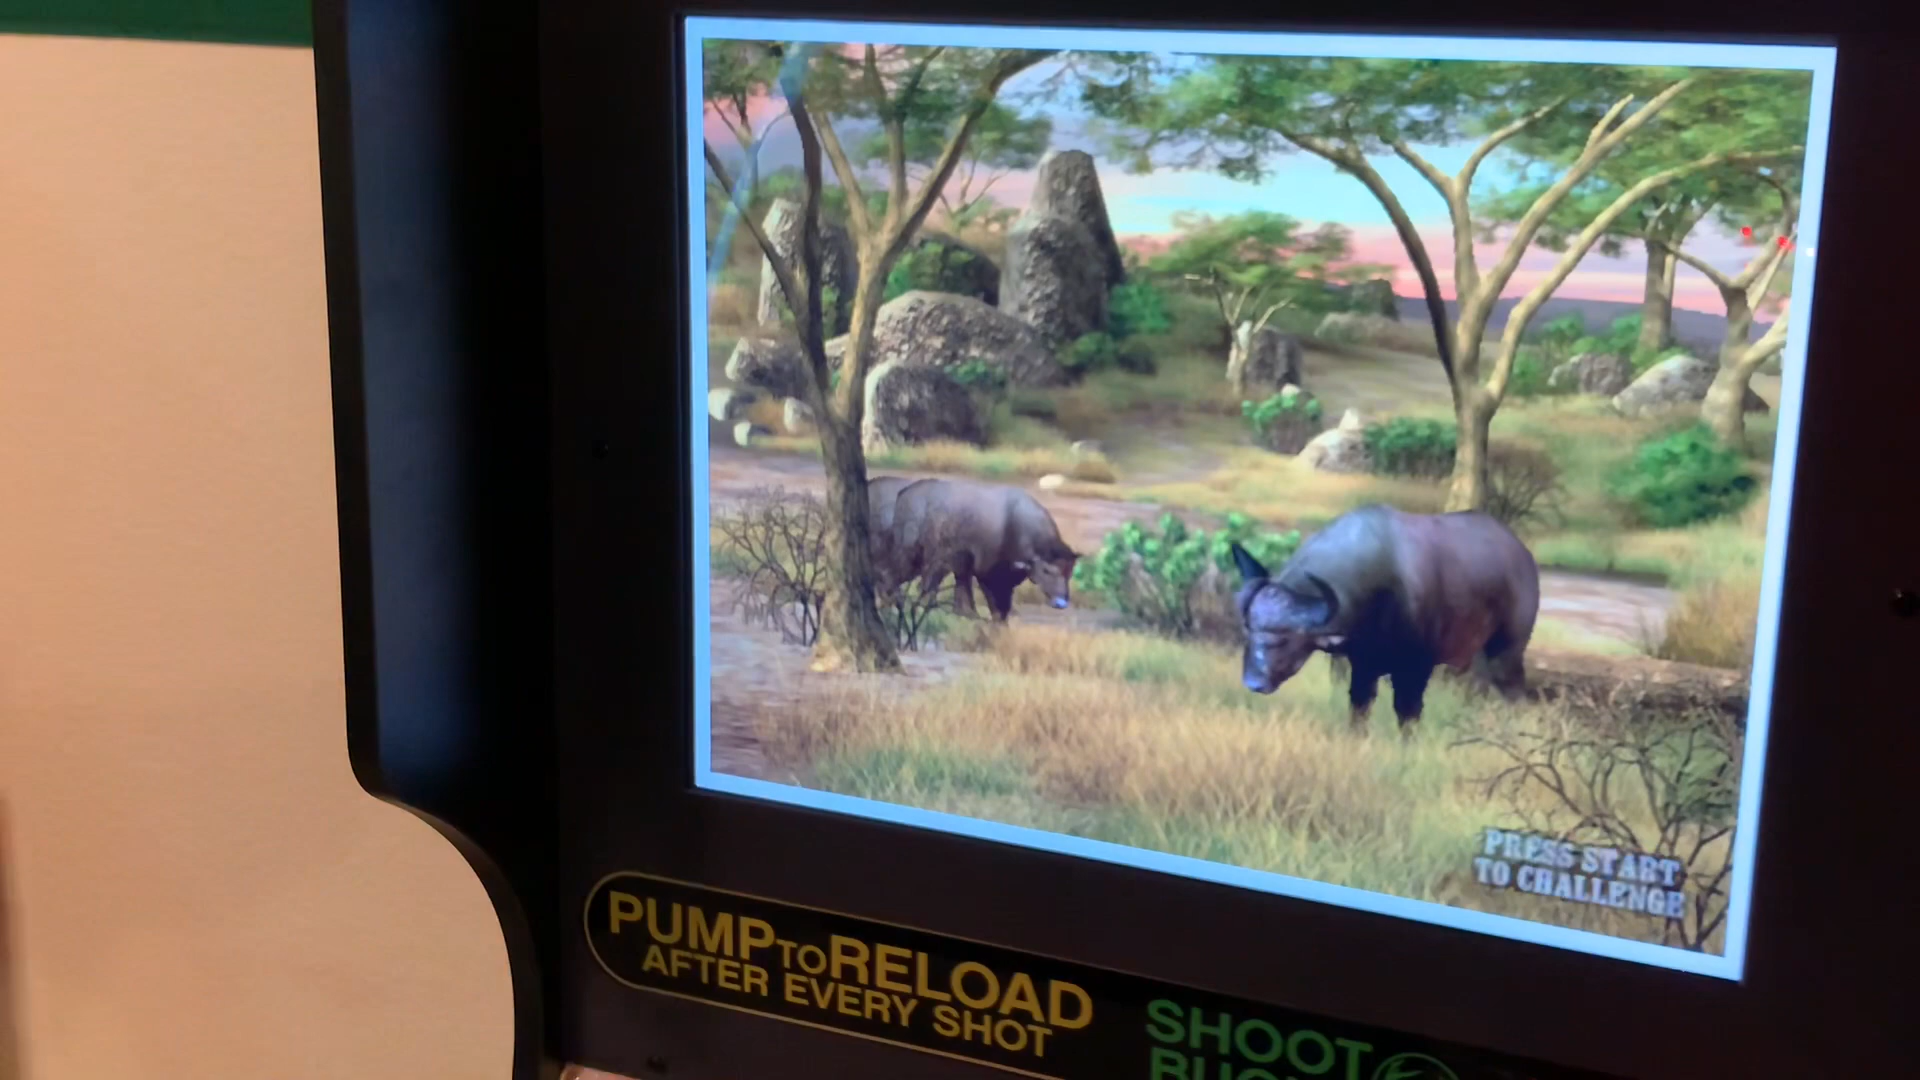 PRESS START
TO CHALLENGE
PUMP TO RELOAD
AFTER EVERY SHOT
SHOOT